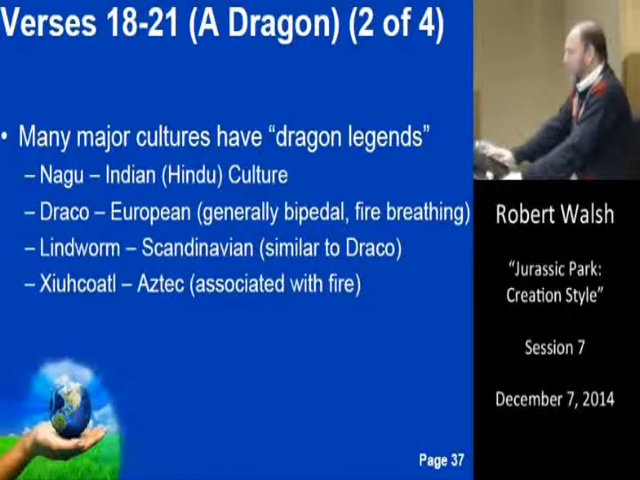 Verses 18-21 (A Dragon) (2 of 4)
• Many major cultures have “dragon legends”
– Nagu – Indian (Hindu) Culture
– Draco – European (generally bipedal, fire breathing)
– Lindworm – Scandinavian (similar to Draco)
– Xiuhcoatl – Aztec (associated with fire)
Page 37
Robert Walsh
“Jurassic Park:
Creation Style”
Session 7
December 7, 2014